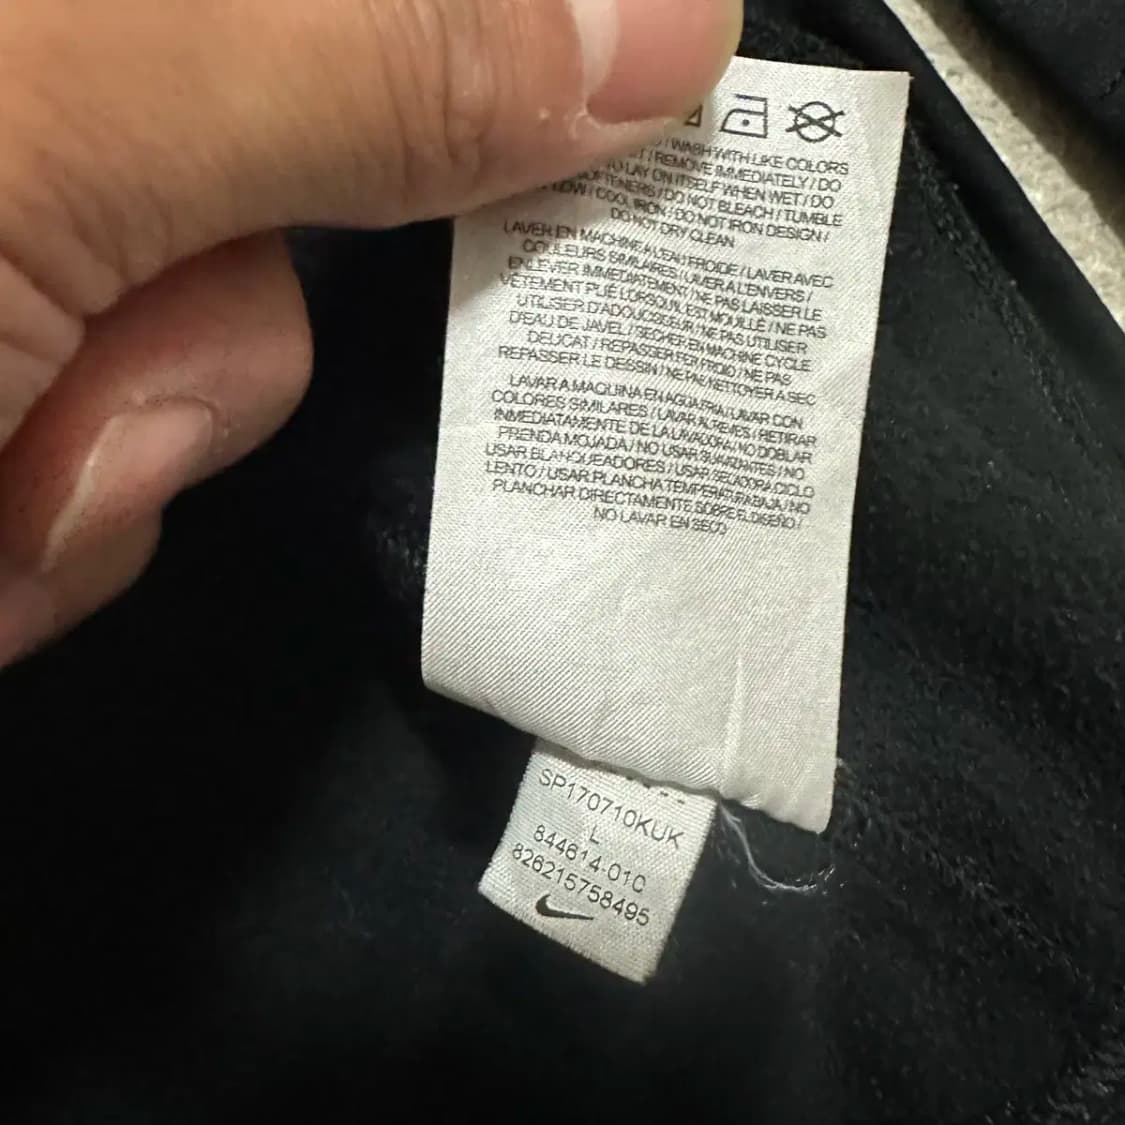 / WASH WITH LIKE COLORS
/ REMOVE IMMEDIATELY / DO
TO LAY ON ITSELF WHEN WET / DO
SOFTENERS / DO NOT BLEACH / TUMBLE
LOW / COOL IRON / DO NOT IRON DESIGN /
DO NOT DRY CLEAN
LAVER EN MACHINE A L'EAU FROIDE / LAVER AVEC
COULEURS SIMILAIRES / LAVER A L'ENVERS /
ENLEVER IMMEDIATEMENT / NE PAS LAISSER LE
VÊTEMENT PLIÉ LORSQU'IL EST MOUILLÉ / NE PAS
UTILISER D'ADOUCISSEUR / NE PAS UTILISER
D'EAU DE JAVEL / SECHER EN MACHINE CYCLE
DELICAT / REPASSER FER FROID / NE PAS
REPASSER LE DESSIN / NE PAS NETTOYER A SEC
LAVAR A MAQUINA EN AGUA FRIA / LAVAR CON
COLORES SIMILARES / LAVAR AL REVES / RETIRAR
INMEDIATAMENTE DE LA LAVADORA / NO DOBLAR
PRENDA MOJADA / NO USAR SUAVIZANTES / NO
USAR BLANQUEADORES / USAR SECADORA CICLO
LENTO / USAR PLANCHA TEMPERATURA BAJA / NO
PLANCHAR DIRECTAMENTE SOBRE EL DISEÑO /
NO LAVAR EN SECO
SP170710KUK
L
844614-010
826215758495